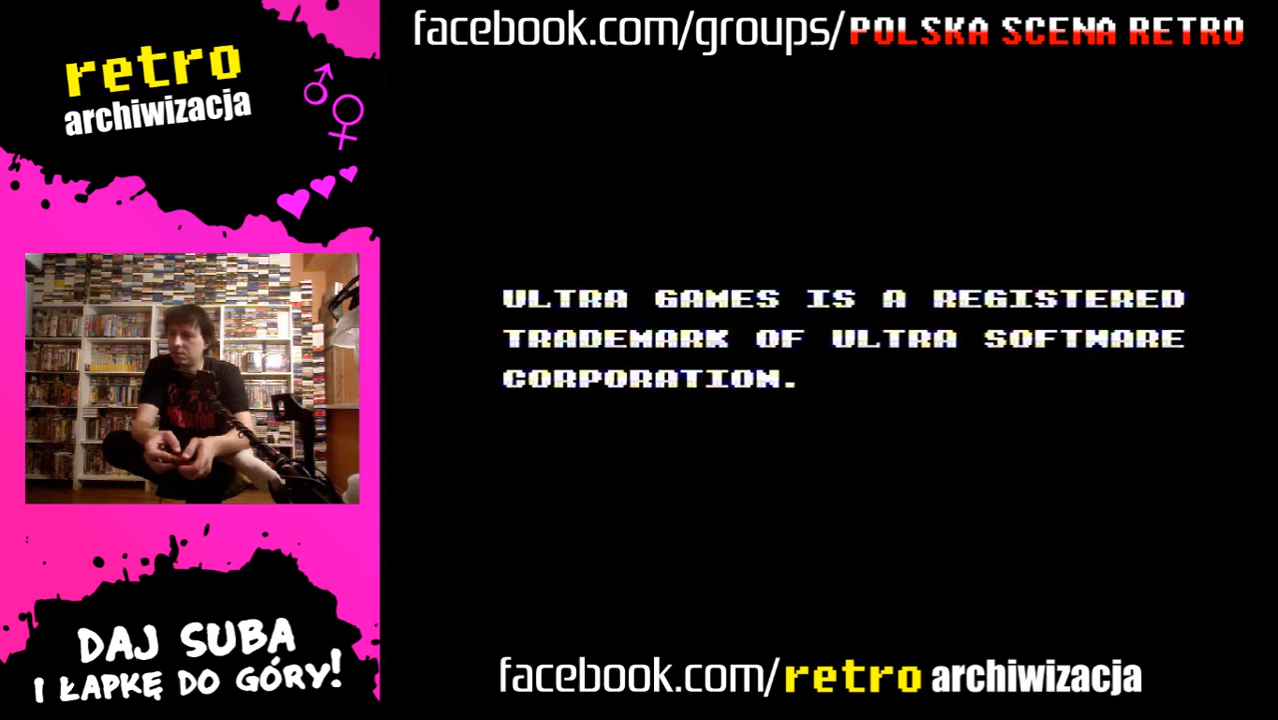 retro
archiwizacja
facebook.com/groups/POLSKA SCENA RETRO
ULTRA GAMES IS A REGISTERED
TRADEMARK OF ULTRA SOFTWARE
CORPORATION.
DAJ SUBA
I ŁAPKĘ DO GÓRY!
facebook.com/retro archiwizacja